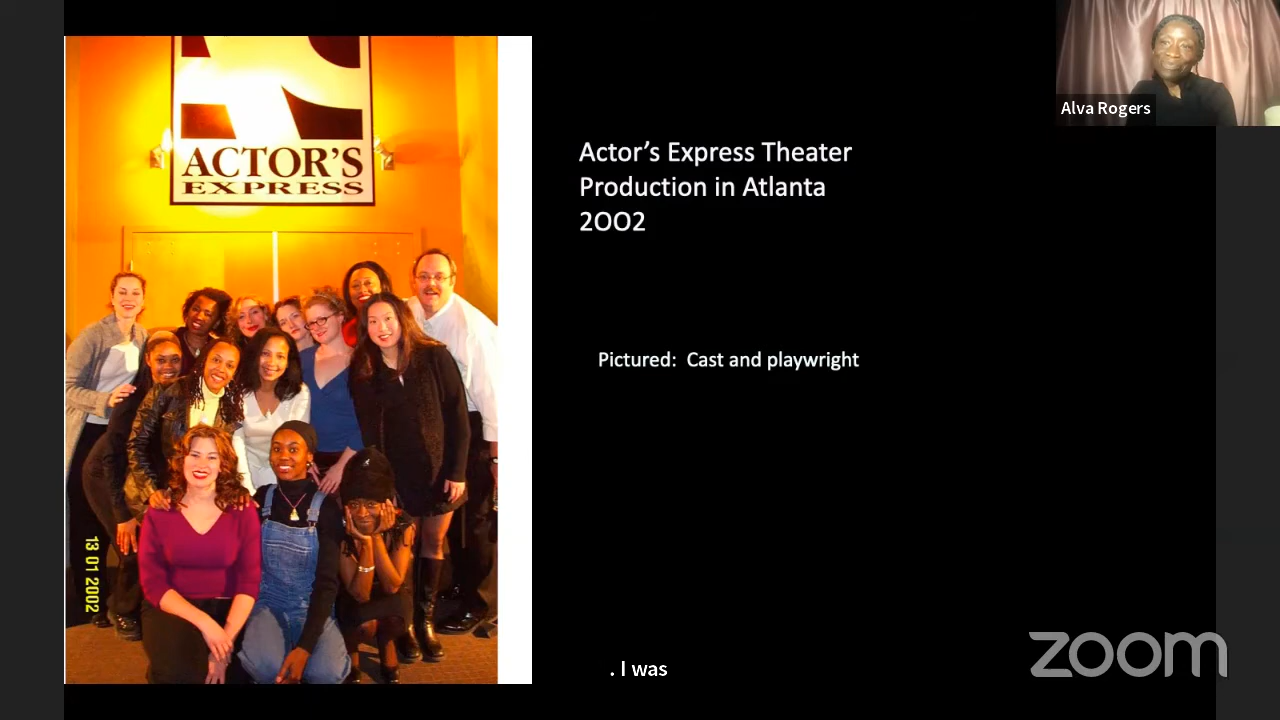 ACTOR'S
EXPRESS
13 01 2002
Actor's Express Theater
Production in Atlanta
2OO2
Pictured: Cast and playwright
Alva Rogers
. I was
zoom